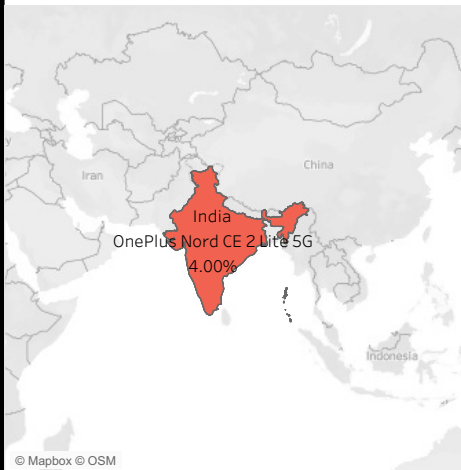 China
Iran
India
OnePlus Nord CE 2 Lite 5G
4.00%
Indonesia
© Mapbox © OSM